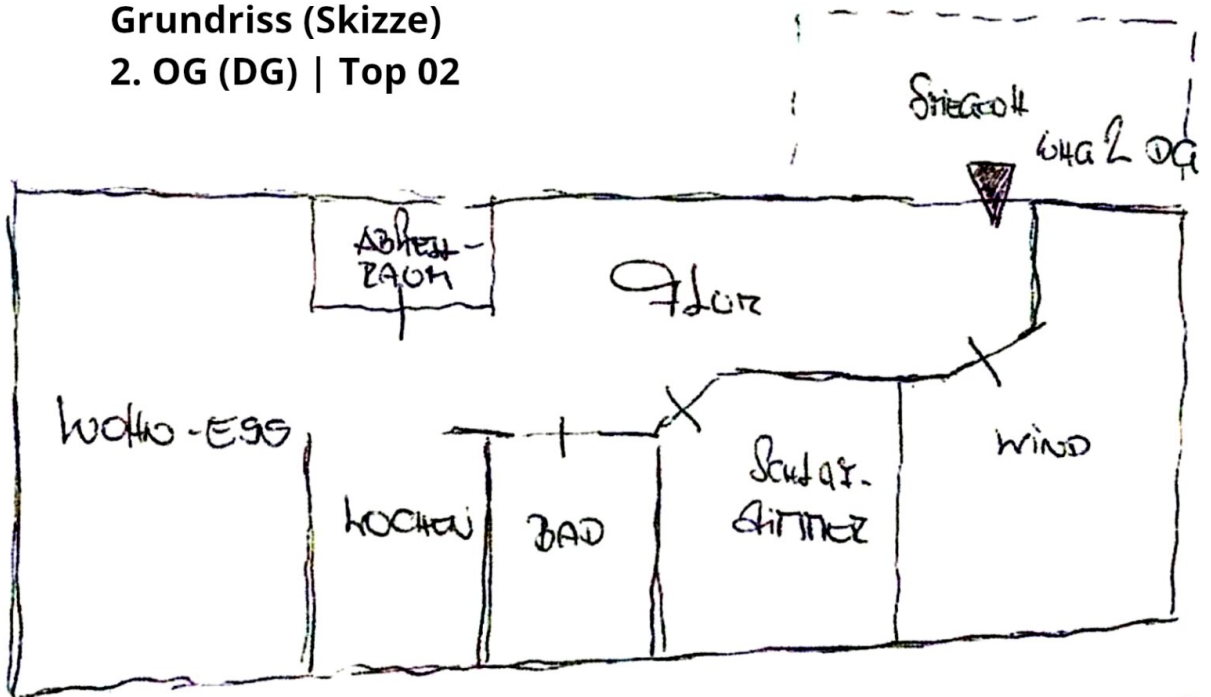 Grundriss (Skizze)
2. OG (DG) | Top 02
STIEGEN H
WHG 2 DG
ABSTELL-
RAUM
FLUR
WOHN-ESS
KOCHEN
BAD
SCHLAF-
ZIMMER
KIND